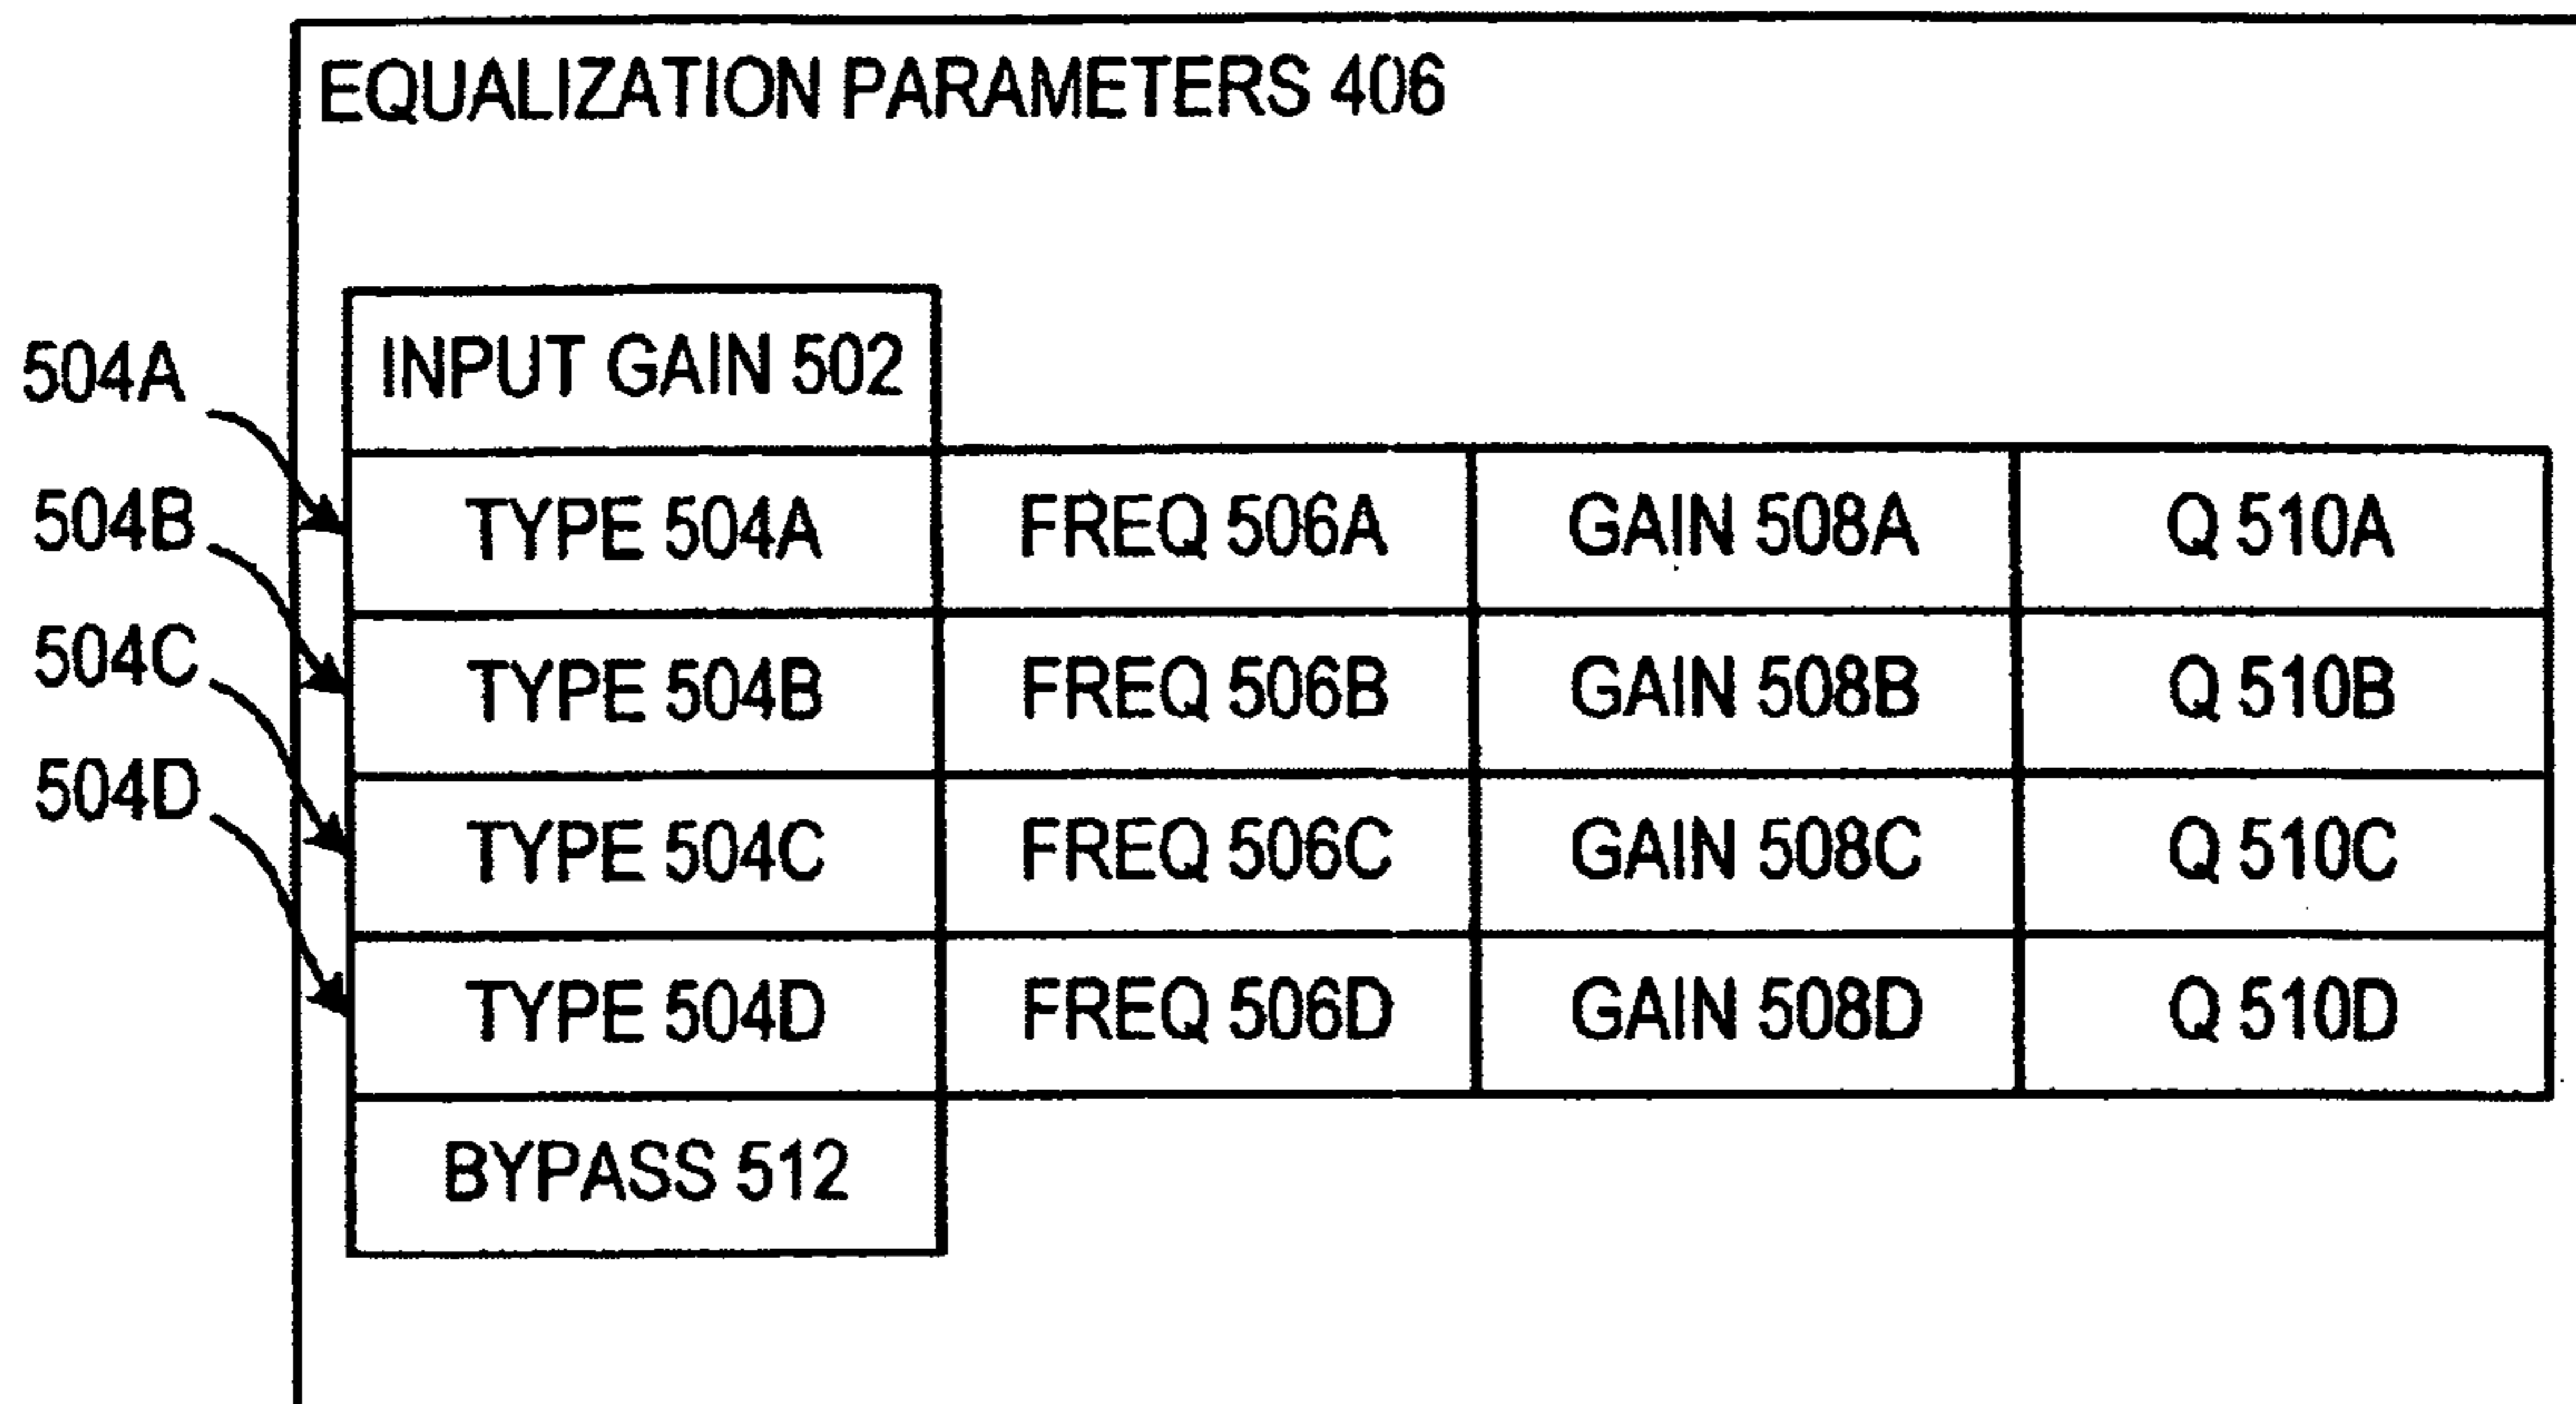 EQUALIZATION PARAMETERS 406
504A
INPUT GAIN 502
504B
TYPE 504A FREQ 506A GAIN 508A Q 510A
504C
TYPE 504B FREQ 506B GAIN 508B Q 510B
504D
TYPE 504C FREQ 506C GAIN 508C Q 510C
TYPE 504D FREQ 506D GAIN 508D Q 510D
BYPASS 512